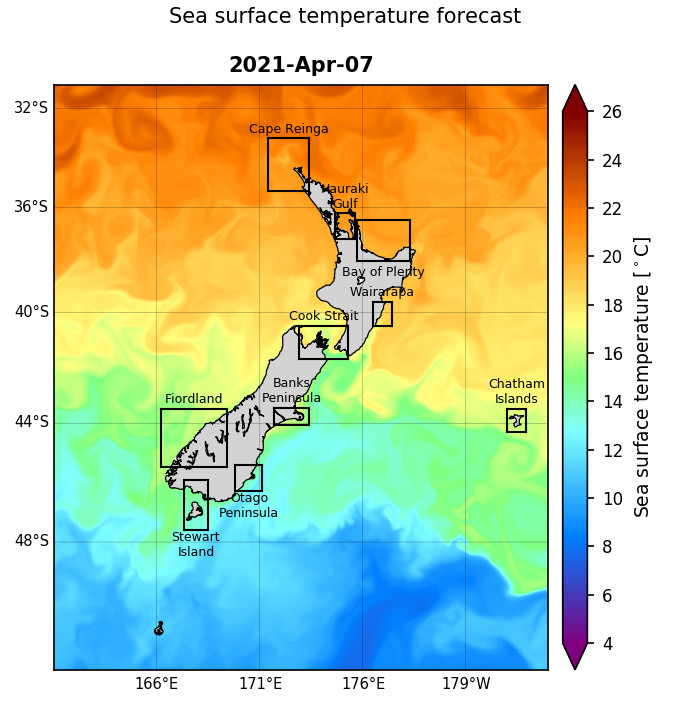 Sea surface temperature forecast
2021-Apr-07
32°S
36°S
40°S
44°S
48°S
166°E
171°E
176°E
179°W
Cape Reinga
Hauraki
Gulf
Bay of Plenty
Wairarapa
Cook Strait
Banks
Peninsula
Chatham
Islands
Fiordland
Otago
Peninsula
Stewart
Island
26
24
22
20
18
16
14
12
10
8
6
4
Sea surface temperature [°C]